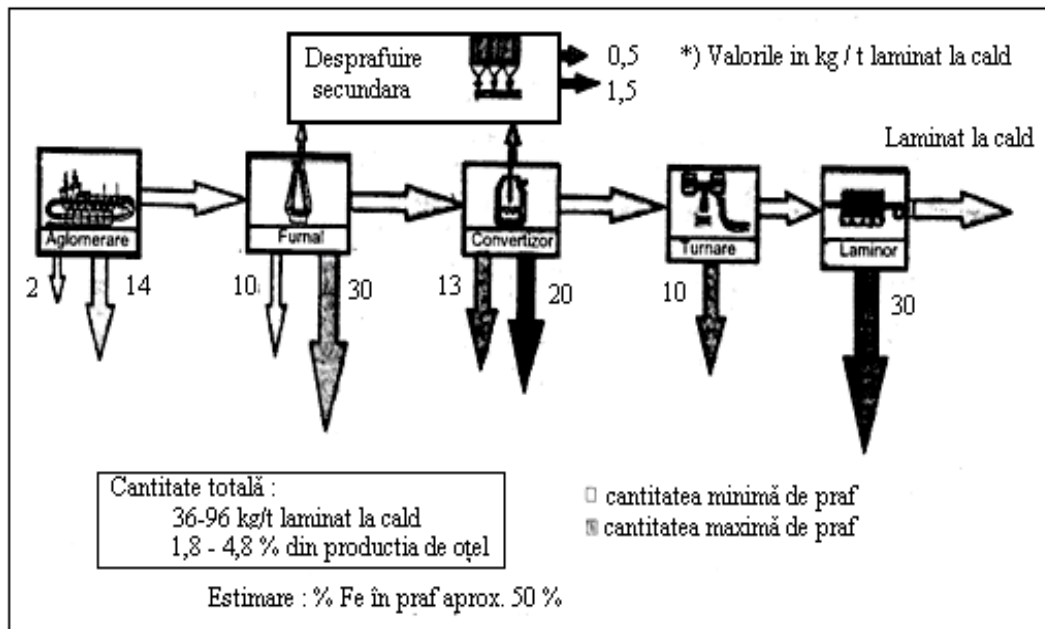 Desprafuire
secundara
0,5
1,5
*) Valorile in kg / t laminat la cald
Laminat la cald
Aglomerare
Furnal
Convertizor
Turnare
Laminor
2
14
10
30
13
20
10
30
Cantitate totală :
36-96 kg/t laminat la cald
1,8 - 4,8 % din productia de oţel
cantitatea minimă de praf
cantitatea maximă de praf
Estimare : % Fe în praf aprox. 50 %